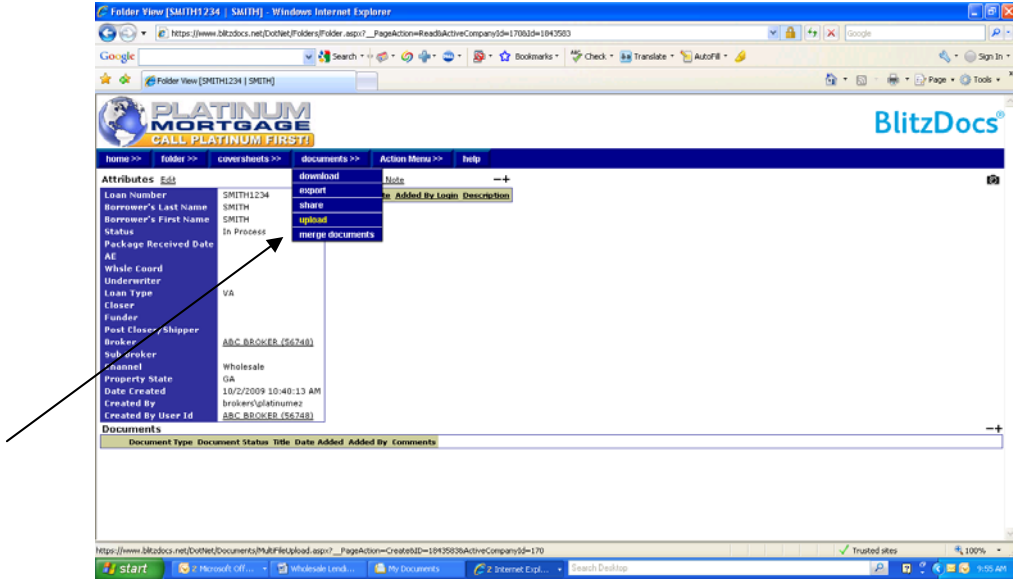 Folder View [SMITH1234 | SMITH] - Windows Internet Explorer
https://www.blitzdocs.net/DotNet/Folders/Folder.aspx?__PageAction=Read&ActiveCompanyId=170&Id=1843583
Google
Google Search Bookmarks Check Translate AutoFill Sign In
Folder View [SMITH1234 | SMITH] Page Tools
PLATINUM
MORTGAGE
CALL PLATINUM FIRST!
BlitzDocs®
home >> folder >> coversheets >> documents >> Action Menu >> help
download
export
share
upload
merge documents
Attributes Edit
Note
Added By Login Description
Loan Number SMITH1234
Borrower's Last Name SMITH
Borrower's First Name SMITH
Status In Process
Package Received Date
AE
Whsle Coord
Underwriter
Loan Type VA
Closer
Funder
Post Closer/Shipper
Broker ABC BROKER (56748)
Sub Broker
Channel Wholesale
Property State GA
Date Created 10/2/2009 10:40:13 AM
Created By brokers\platinumez
Created By User Id ABC BROKER (56748)
Documents
Document Type Document Status Title Date Added Added By Comments
https://www.blitzdocs.net/DotNet/Documents/MultiFileUpload.aspx?__PageAction=Create&ID=1843583&ActiveCompanyId=170
Trusted sites 100%
start 2 Microsoft Off... Wholesale Lendi... My Documents 2 Internet Expl... Search Desktop 9:55 AM